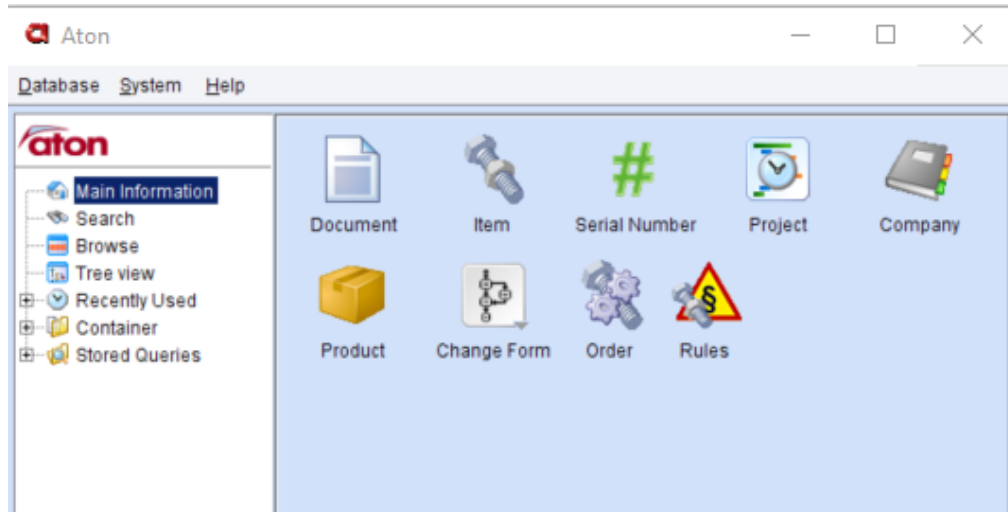 Aton
Database System Help
aton
Main Information
Search
Browse
Tree view
Recently Used
Container
Stored Queries
Document Item Serial Number Project Company
Product Change Form Order Rules